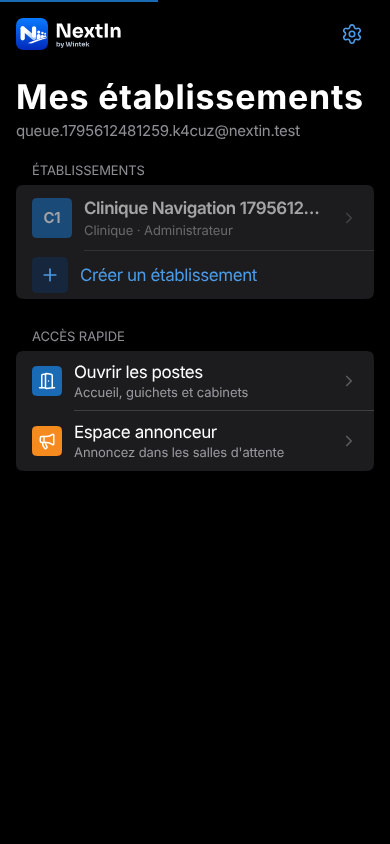 NextIn
by Wintek
Mes établissements
queue.1795612481259.k4cuz@nextin.test
ÉTABLISSEMENTS
C1
Clinique Navigation 1795612...
Clinique · Administrateur
Créer un établissement
ACCÈS RAPIDE
Ouvrir les postes
Accueil, guichets et cabinets
Espace annonceur
Annoncez dans les salles d'attente